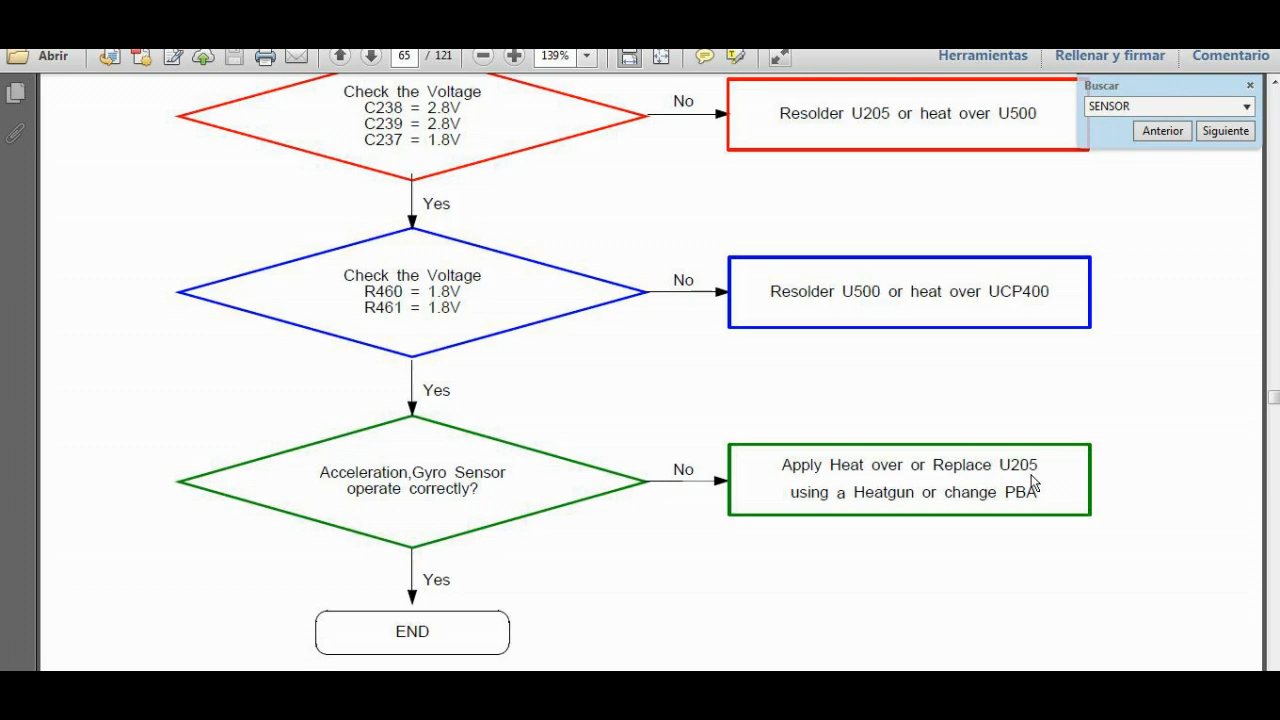 Abrir
65 / 121
139%
Herramientas
Rellenar y firmar
Comentario
Buscar
SENSOR
Anterior
Siguiente
Check the Voltage
C238 = 2.8V
C239 = 2.8V
C237 = 1.8V
No
Resolder U205 or heat over U500
Yes
Check the Voltage
R460 = 1.8V
R461 = 1.8V
No
Resolder U500 or heat over UCP400
Yes
Acceleration,Gyro Sensor
operate correctly?
No
Apply Heat over or Replace U205
using a Heatgun or change PBA
Yes
END